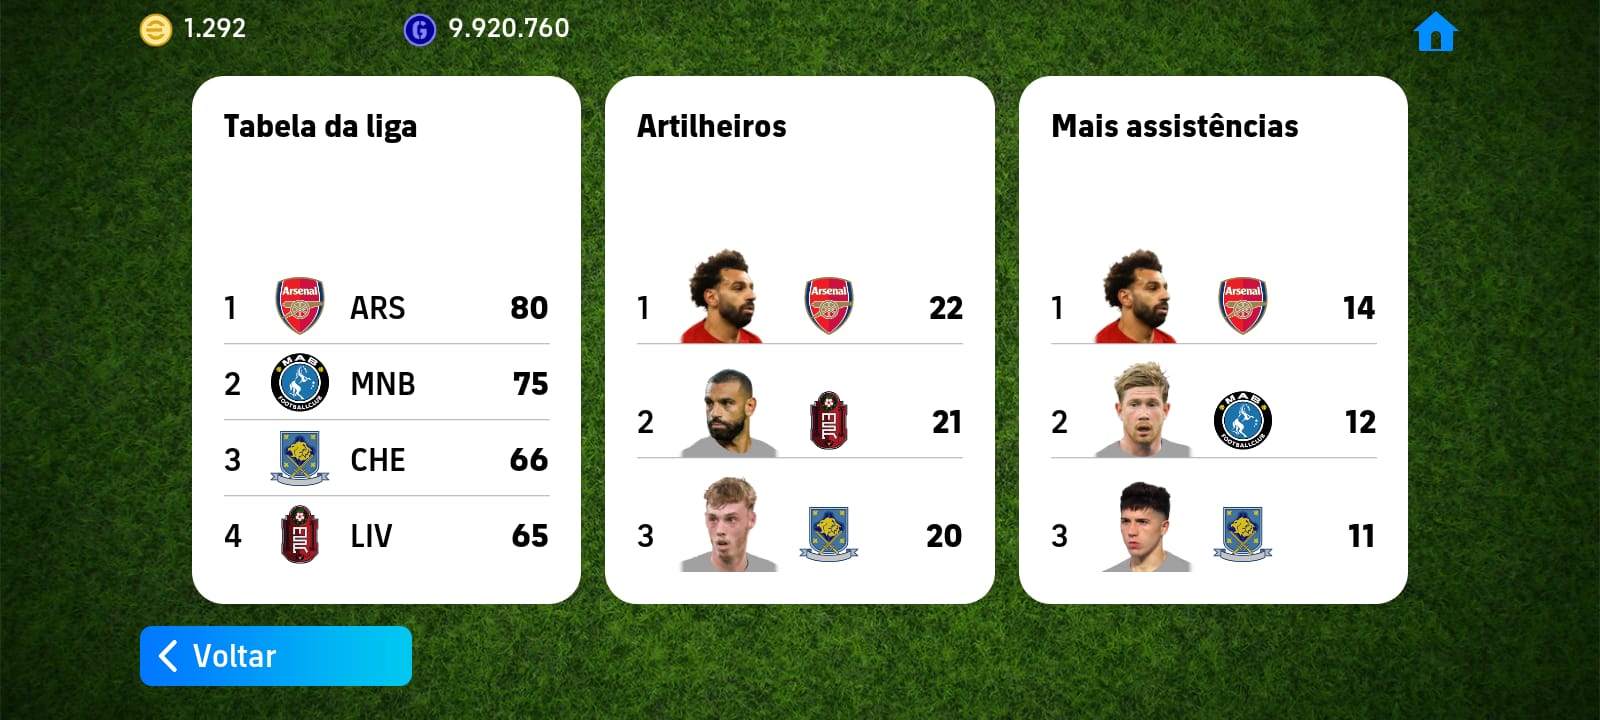 1.292
9.920.760
Tabela da liga
1 Arsenal ARS 80
2 MAB FOOTBALLCLUB MNB 75
3 CHE 66
4 LIV 65
Artilheiros
1 Arsenal 22
2 21
3 20
Mais assistências
1 Arsenal 14
2 MAB FOOTBALLCLUB 12
3 11
Voltar